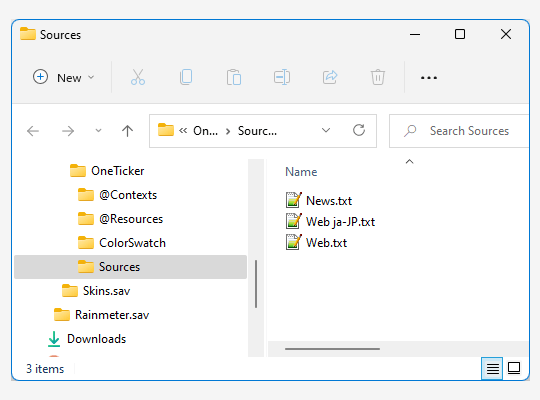 Sources
New
On... Sourc...
Search Sources
OneTicker
@Contexts
@Resources
ColorSwatch
Sources
Skins.sav
Rainmeter.sav
Downloads
Name
News.txt
Web ja-JP.txt
Web.txt
3 items